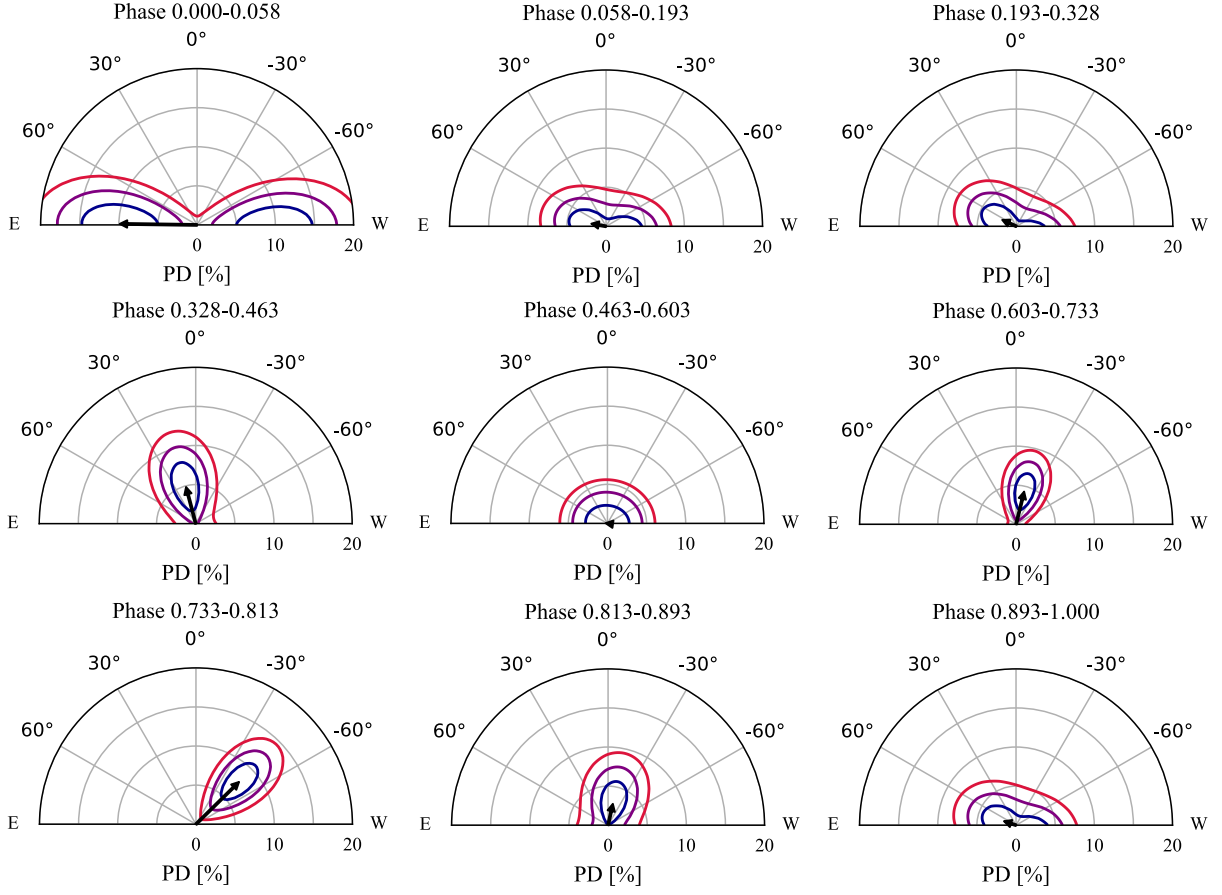 Phase 0.000-0.058
0°
30° -30°
60° -60°
E W
0 10 20
PD [%]
Phase 0.058-0.193
0°
30° -30°
60° -60°
E W
0 10 20
PD [%]
Phase 0.193-0.328
0°
30° -30°
60° -60°
E W
0 10 20
PD [%]
Phase 0.328-0.463
0°
30° -30°
60° -60°
E W
0 10 20
PD [%]
Phase 0.463-0.603
0°
30° -30°
60° -60°
E W
0 10 20
PD [%]
Phase 0.603-0.733
0°
30° -30°
60° -60°
E W
0 10 20
PD [%]
Phase 0.733-0.813
0°
30° -30°
60° -60°
E W
0 10 20
PD [%]
Phase 0.813-0.893
0°
30° -30°
60° -60°
E W
0 10 20
PD [%]
Phase 0.893-1.000
0°
30° -30°
60° -60°
E W
0 10 20
PD [%]